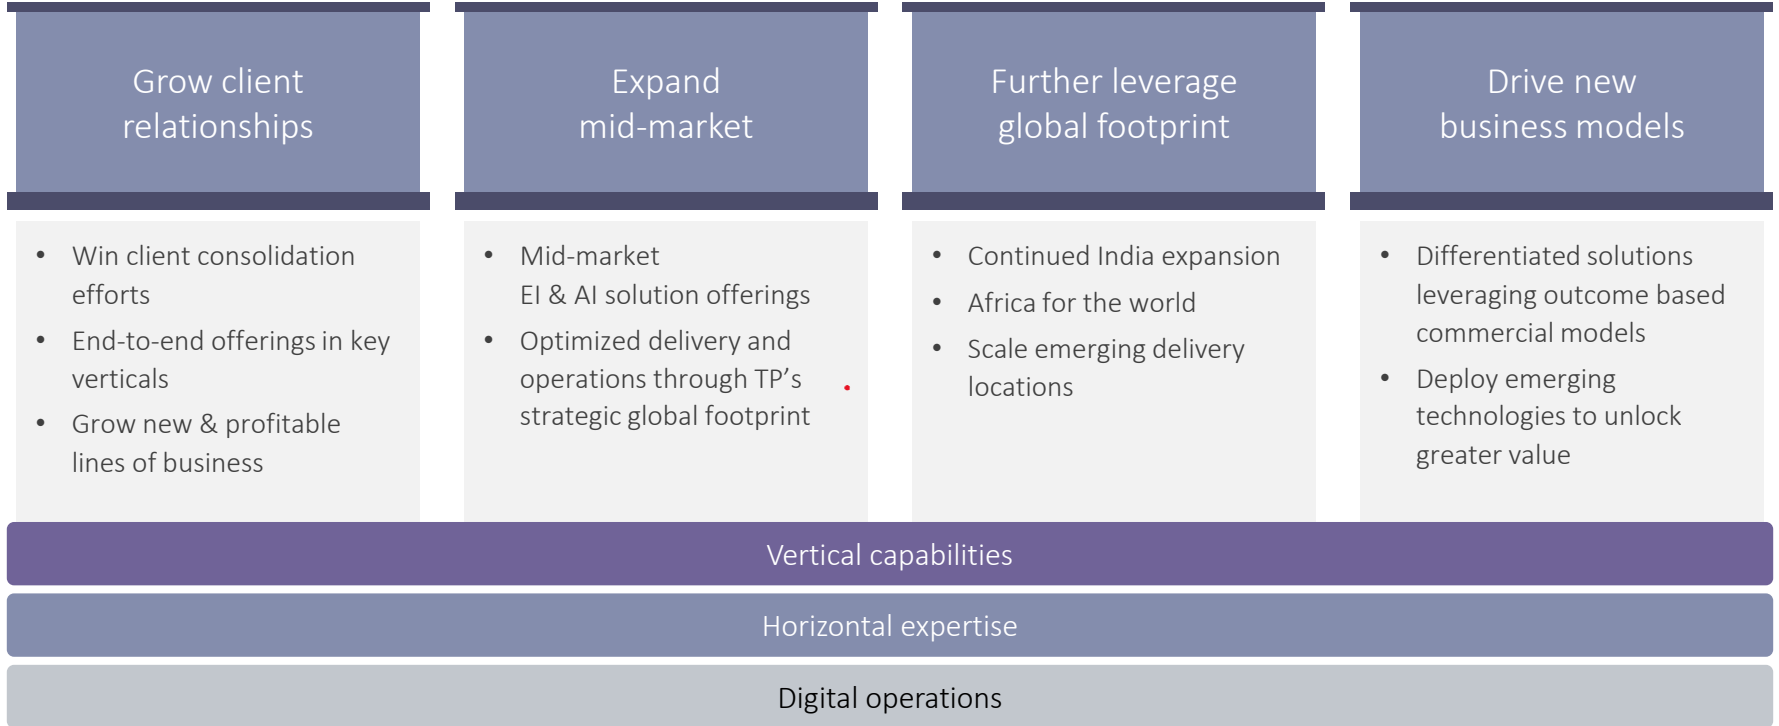 Grow client
relationships
Expand
mid-market
Further leverage
global footprint
Drive new
business models
• Win client consolidation
efforts
• End-to-end offerings in key
verticals
• Grow new & profitable
lines of business
• Mid-market
EI & AI solution offerings
• Optimized delivery and
operations through TP’s
strategic global footprint
• Continued India expansion
• Africa for the world
• Scale emerging delivery
locations
• Differentiated solutions
leveraging outcome based
commercial models
• Deploy emerging
technologies to unlock
greater value
Vertical capabilities
Horizontal expertise
Digital operations